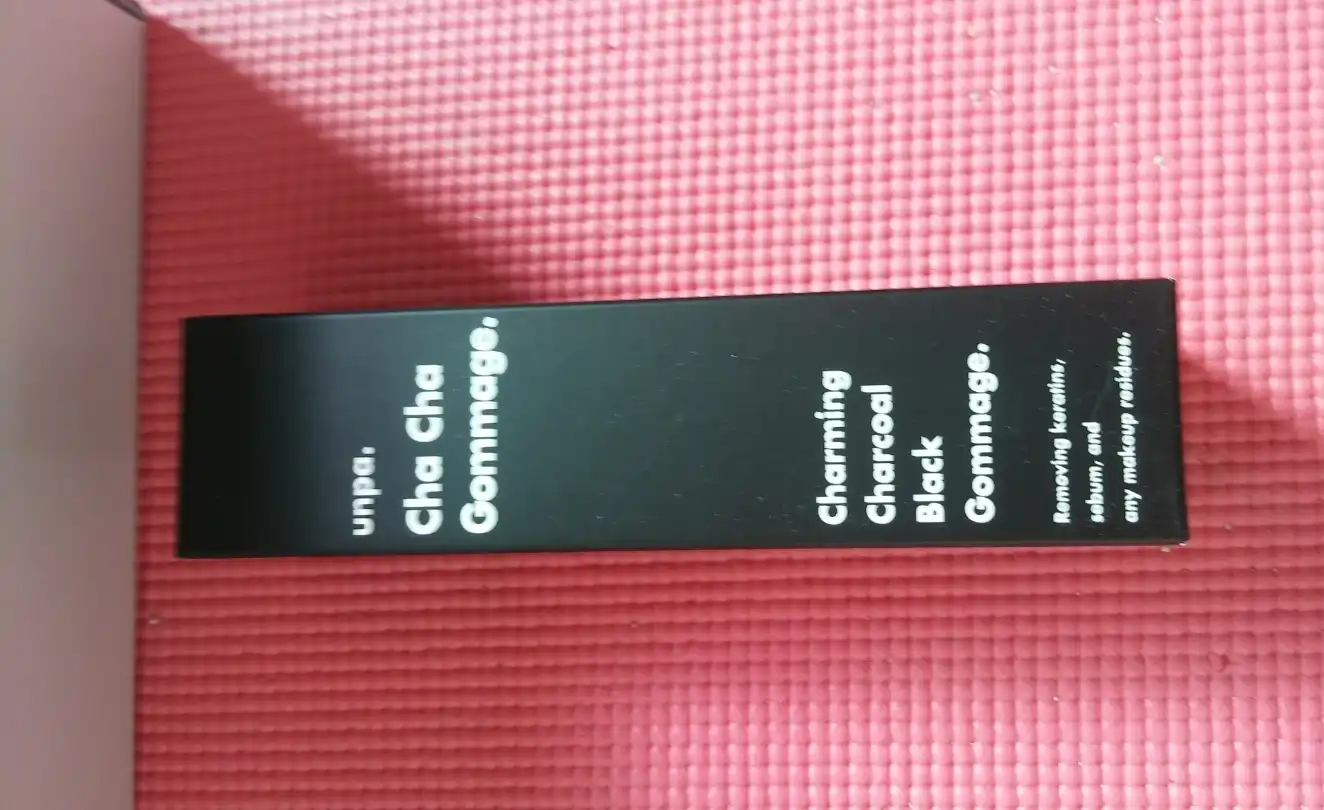 unpa.
Cha Cha
Gommage.
Charming
Charcoal
Black
Gommage.
Removing keratins,
sebum, and
any makeup residues.